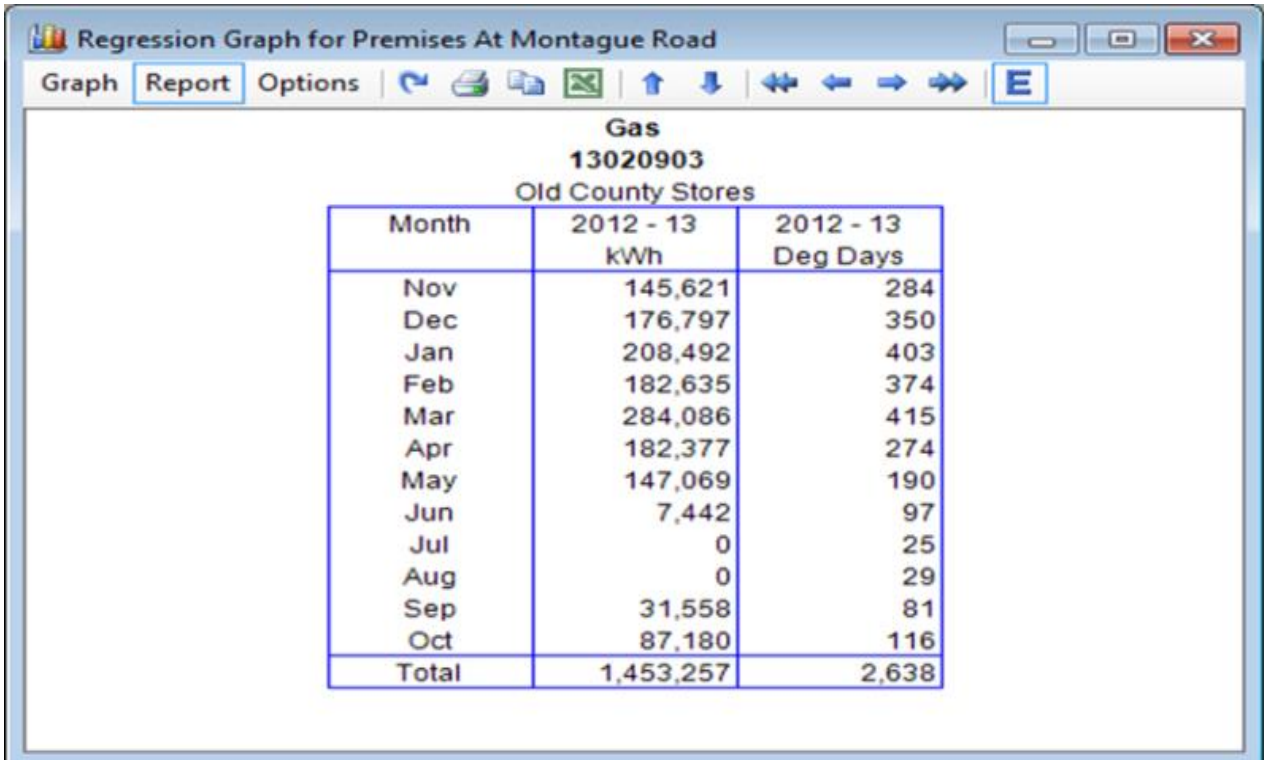 Regression Graph for Premises At Montague Road
Graph Report Options E
Gas
13020903
Old County Stores
Month 2012 - 13 2012 - 13
kWh Deg Days
Nov 145,621 284
Dec 176,797 350
Jan 208,492 403
Feb 182,635 374
Mar 284,086 415
Apr 182,377 274
May 147,069 190
Jun 7,442 97
Jul 0 25
Aug 0 29
Sep 31,558 81
Oct 87,180 116
Total 1,453,257 2,638